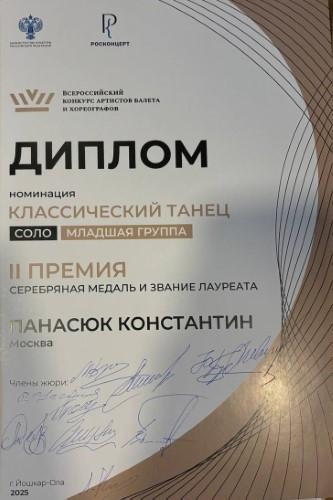 РОСКОНЦЕРТ
ВСЕРОССИЙСКИЙ
КОНКУРС АРТИСТОВ БАЛЕТА
И ХОРЕОГРАФОВ
ДИПЛОМ
номинация
КЛАССИЧЕСКИЙ ТАНЕЦ
СОЛО МЛАДШАЯ ГРУППА
II ПРЕМИЯ
СЕРЕБРЯНАЯ МЕДАЛЬ И ЗВАНИЕ ЛАУРЕАТА
ПАНАСЮК КОНСТАНТИН
Москва
Члены жюри:
г. Йошкар-Ола
2025